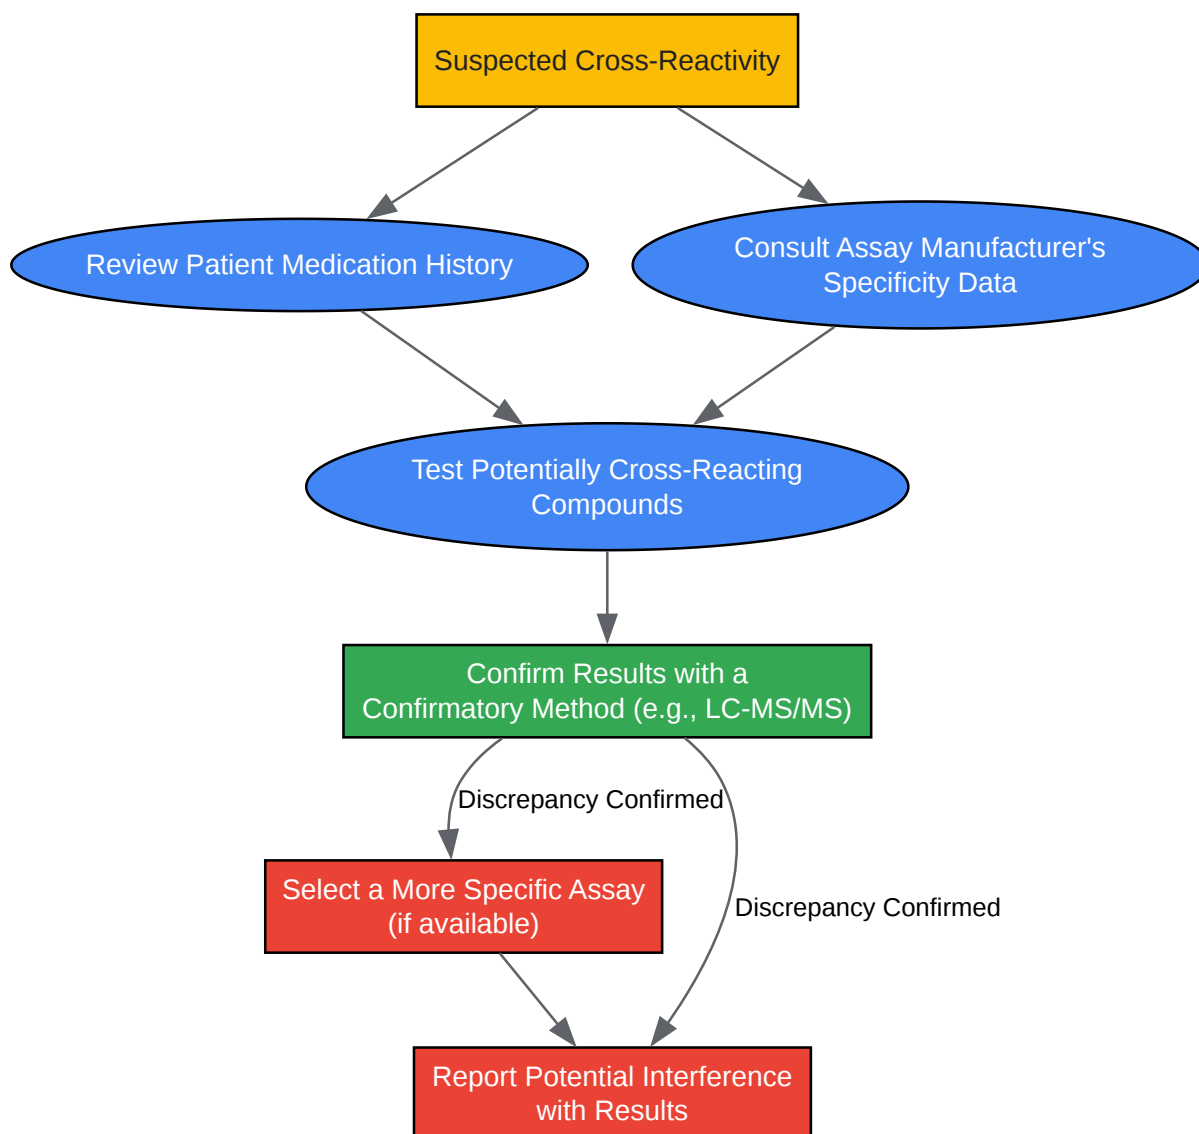 Suspected Cross-Reactivity
Review Patient Medication History
Consult Assay Manufacturer's
Specificity Data
Test Potentially Cross-Reacting
Compounds
Confirm Results with a
Confirmatory Method (e.g., LC-MS/MS)
Discrepancy Confirmed
Select a More Specific Assay
(if available)
Discrepancy Confirmed
Report Potential Interference
with Results